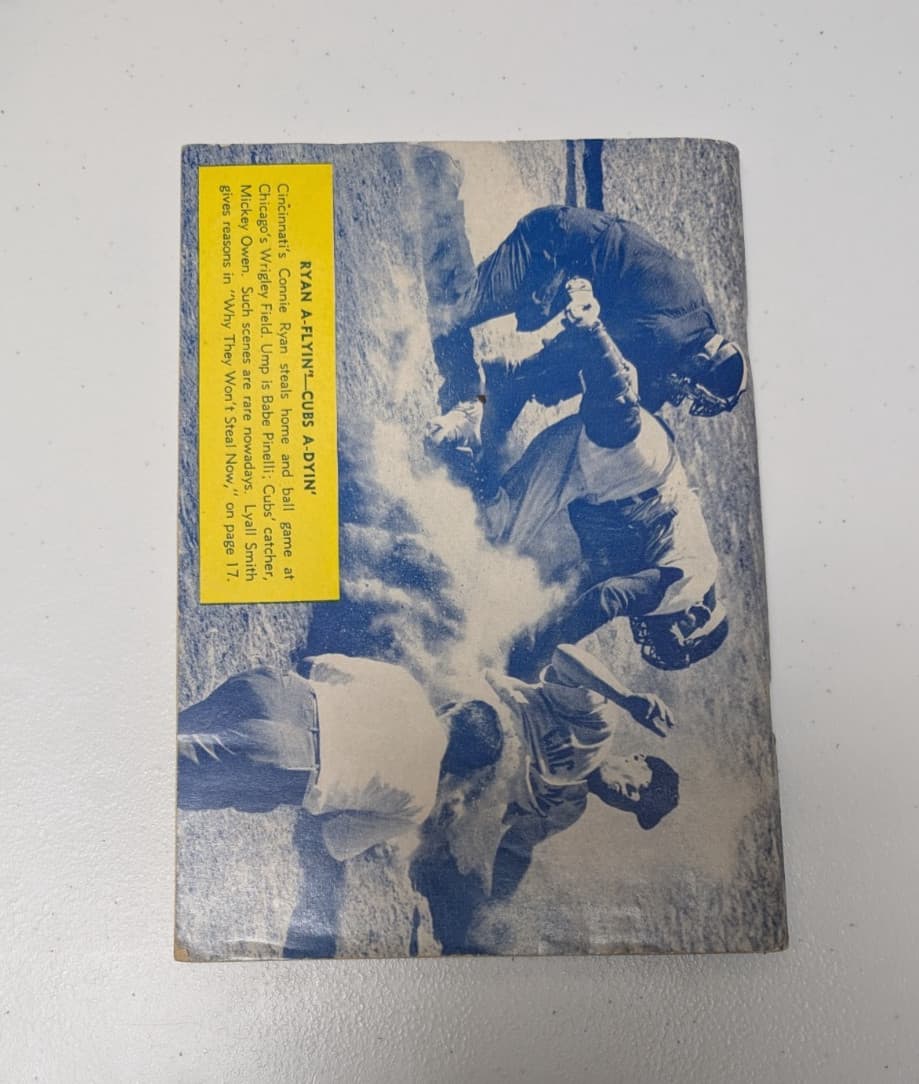 RYAN A-FLYIN"—CUBS A-DYIN'
Cincinnati's Connie Ryan steals home and ball game at
Chicago's Wrigley Field. Ump is Babe Pinelli; Cubs' catcher,
Mickey Owen. Such scenes are rare nowadays. Lyall Smith
gives reasons in "Why They Won't Steal Now," on page 17.